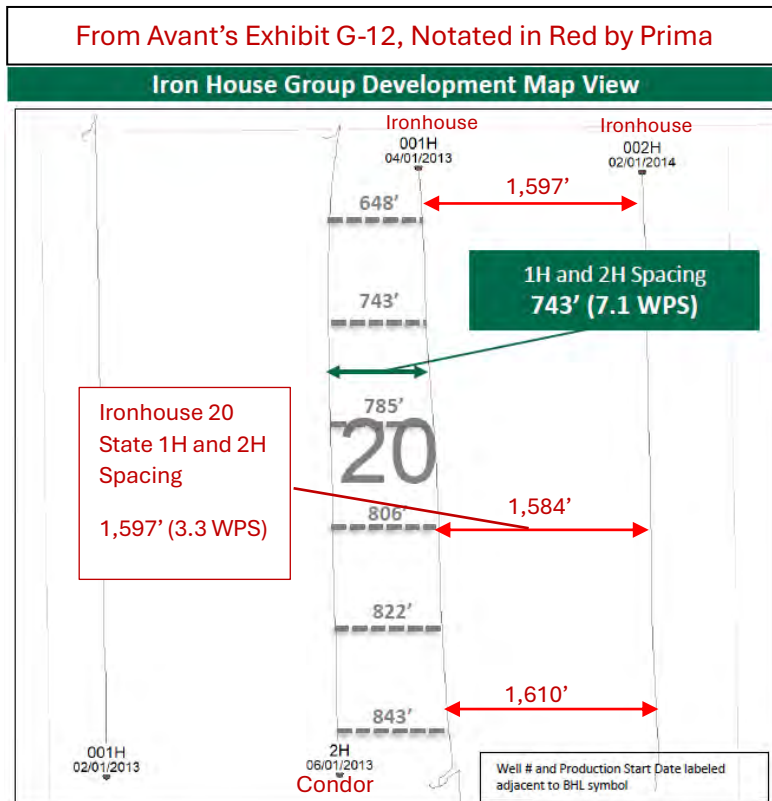 From Avant's Exhibit G-12, Notated in Red by Prima
Iron House Group Development Map View
Ironhouse
001H
04/01/2013
Ironhouse
002H
02/01/2014
1,597'
648'
1H and 2H Spacing
743' (7.1 WPS)
743'
785'
20
Ironhouse 20
State 1H and 2H
Spacing
1,597' (3.3 WPS)
806'
1,584'
822'
1,610'
843'
001H
02/01/2013
2H
06/01/2013
Condor
Well # and Production Start Date labeled
adjacent to BHL symbol